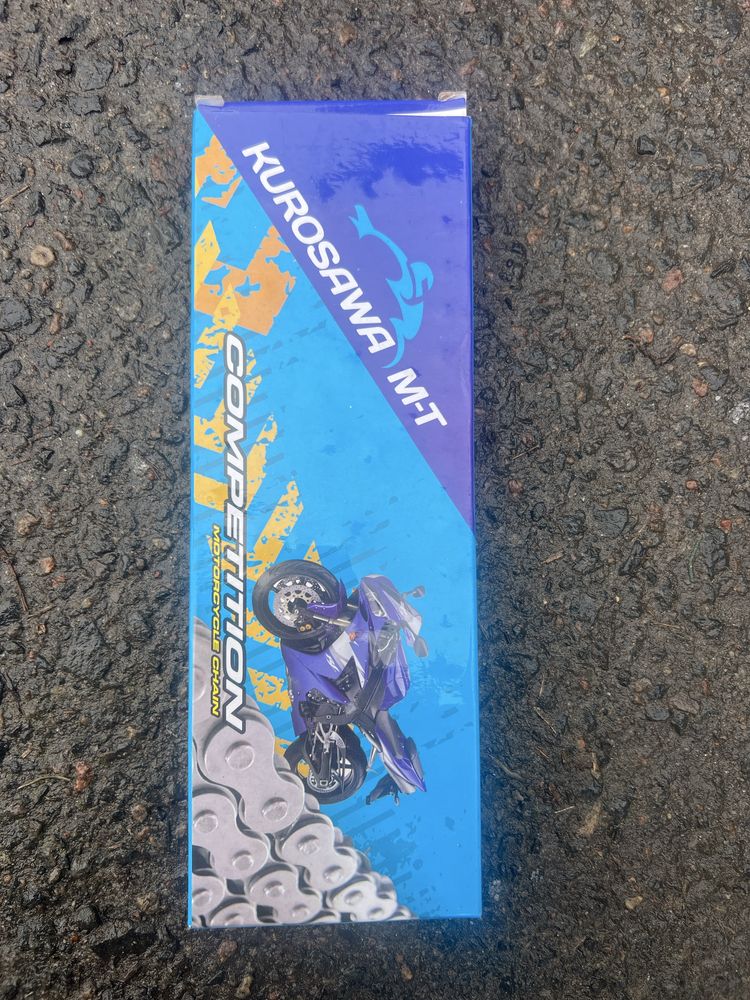 KUROSAWA M-T
COMPETITION
MOTORCYCLE CHAIN